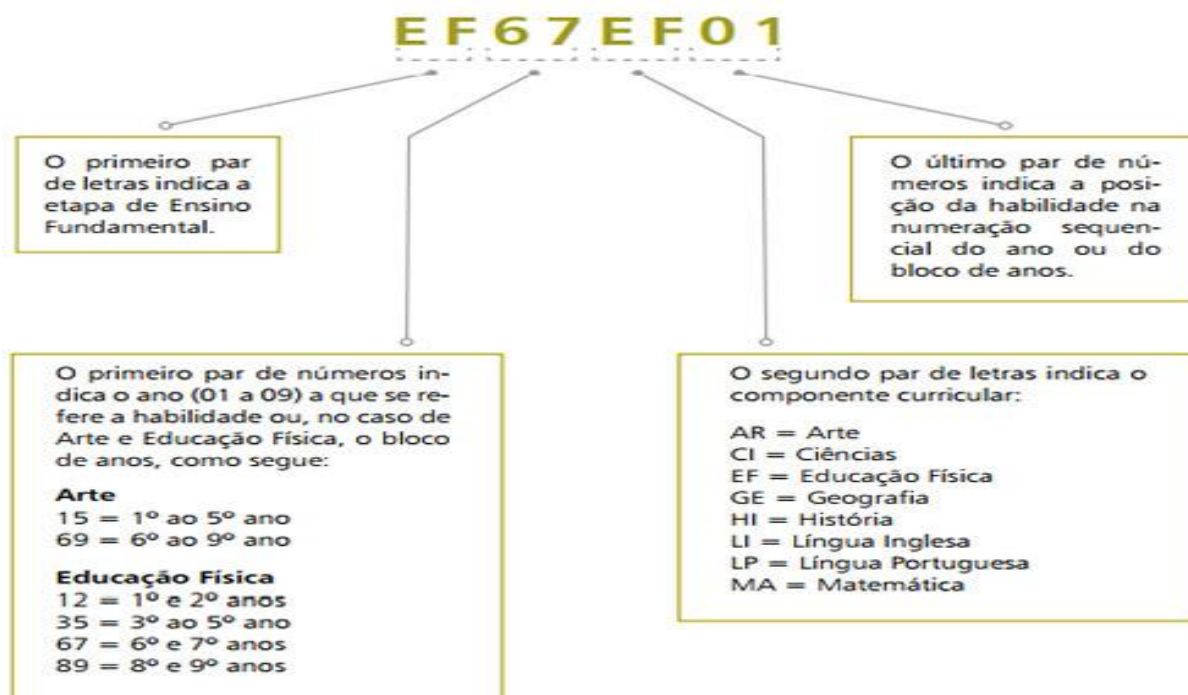 EF67EF01
O primeiro par
de letras indica a
etapa de Ensino
Fundamental.
O último par de nú-
meros indica a posi-
ção da habilidade na
numeração sequen-
cial do ano ou do
bloco de anos.
O primeiro par de números in-
dica o ano (01 a 09) a que se re-
fere a habilidade ou, no caso de
Arte e Educação Física, o bloco
de anos, como segue:
Arte
15 = 1º ao 5º ano
69 = 6º ao 9º ano
Educação Física
12 = 1º e 2º anos
35 = 3º ao 5º ano
67 = 6º e 7º anos
89 = 8º e 9º anos
O segundo par de letras indica o
componente curricular:
AR = Arte
CI = Ciências
EF = Educação Física
GE = Geografia
HI = História
LI = Língua Inglesa
LP = Língua Portuguesa
MA = Matemática